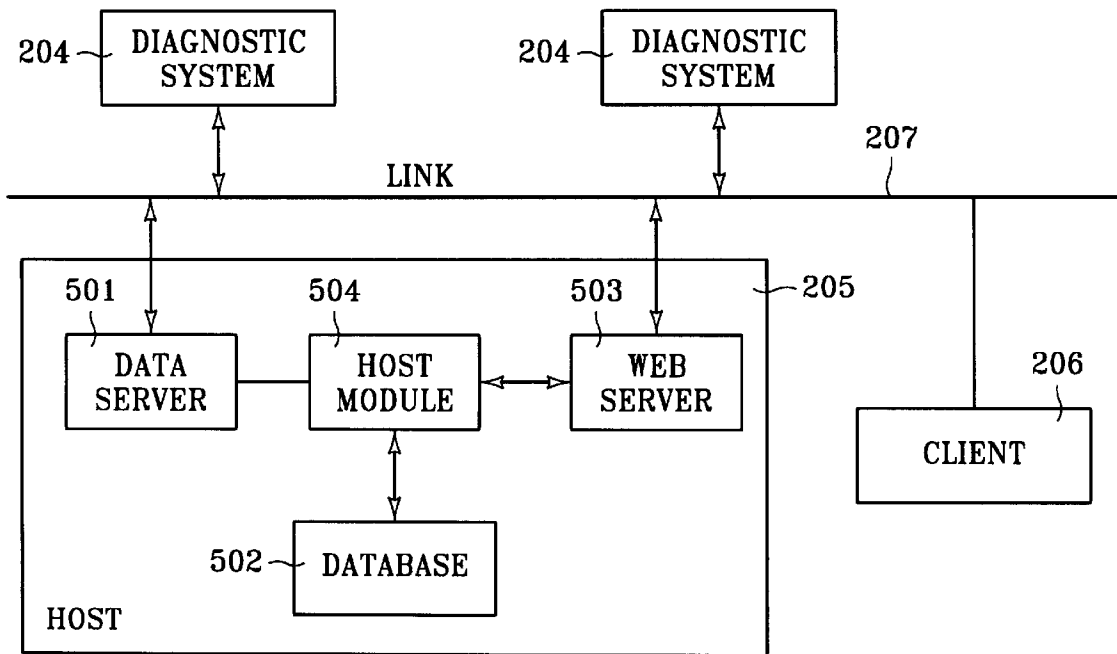 204
DIAGNOSTIC
SYSTEM
204
DIAGNOSTIC
SYSTEM
LINK
207
205
501
DATA
SERVER
504
HOST
MODULE
503
WEB
SERVER
206
CLIENT
502
DATABASE
HOST